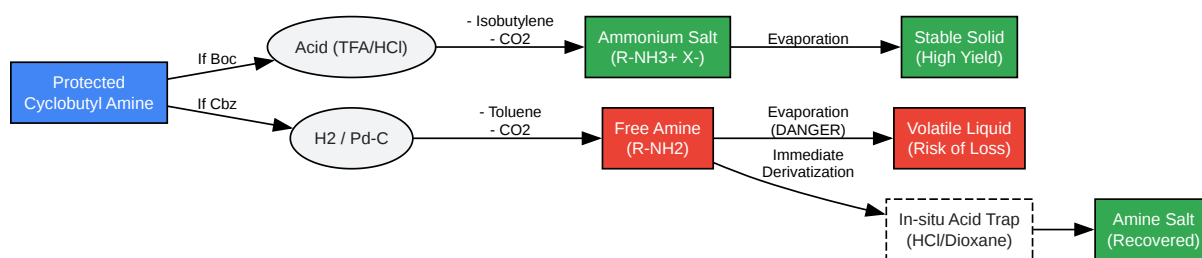 Protected
Cyclobutyl Amine
If Boc
Acid (TFA/HCl)
- Isobutylene
- CO2
Ammonium Salt
(R-NH3+ X-)
Evaporation
Stable Solid
(High Yield)
If Cbz
H2 / Pd-C
- Toluene
- CO2
Free Amine
(R-NH2)
Evaporation
(DANGER)
Volatile Liquid
(Risk of Loss)
Immediate
Derivatization
In-situ Acid Trap
(HCl/Dioxane)
Amine Salt
(Recovered)